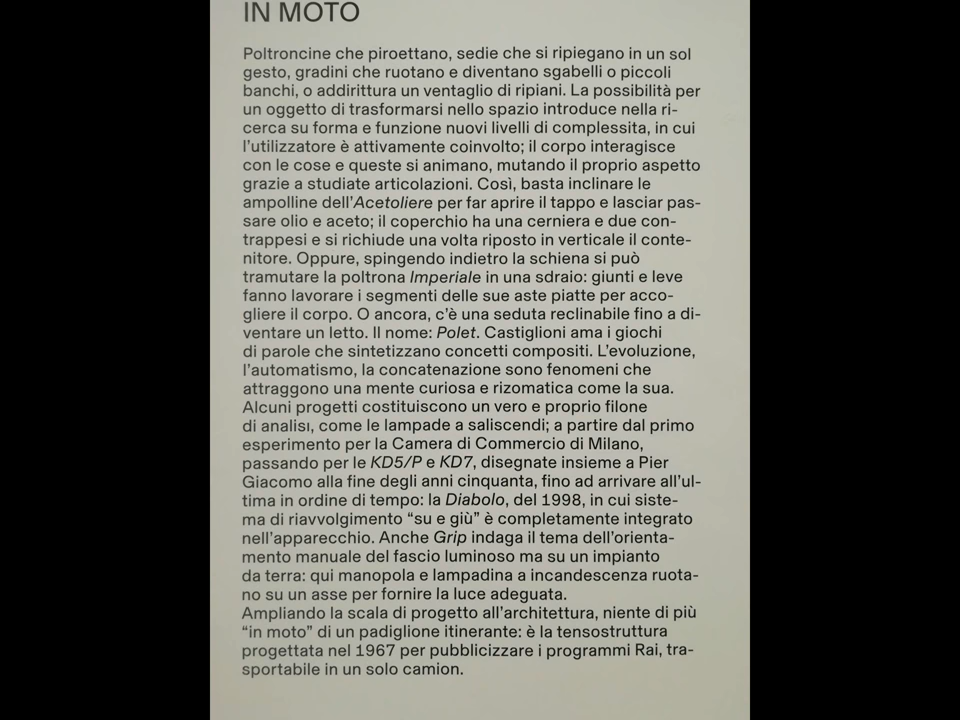 IN MOTO
Poltroncine che piroettano, sedie che si ripiegano in un sol
gesto, gradini che ruotano e diventano sgabelli o piccoli
banchi, o addirittura un ventaglio di ripiani. La possibilità per
un oggetto di trasformarsi nello spazio introduce nella ri-
cerca su forma e funzione nuovi livelli di complessita, in cui
l'utilizzatore è attivamente coinvolto; il corpo interagisce
con le cose e queste si animano, mutando il proprio aspetto
grazie a studiate articolazioni. Così, basta inclinare le
ampolline dell'Acetoliere per far aprire il tappo e lasciar pas-
sare olio e aceto; il coperchio ha una cerniera e due con-
trappesi e si richiude una volta riposto in verticale il conte-
nitore. Oppure, spingendo indietro la schiena si può
tramutare la poltrona Imperiale in una sdraio: giunti e leve
fanno lavorare i segmenti delle sue aste piatte per acco-
gliere il corpo. O ancora, c'è una seduta reclinabile fino a di-
ventare un letto. Il nome: Polet. Castiglioni ama i giochi
di parole che sintetizzano concetti compositi. L'evoluzione,
l'automatismo, la concatenazione sono fenomeni che
attraggono una mente curiosa e rizomatica come la sua.
Alcuni progetti costituiscono un vero e proprio filone
di analisi, come le lampade a saliscendi; a partire dal primo
esperimento per la Camera di Commercio di Milano,
passando per le KD5/P e KD7, disegnate insieme a Pier
Giacomo alla fine degli anni cinquanta, fino ad arrivare all'ul-
tima in ordine di tempo: la Diabolo, del 1998, in cui siste-
ma di riavvolgimento “su e giù” è completamente integrato
nell'apparecchio. Anche Grip indaga il tema dell'orienta-
mento manuale del fascio luminoso ma su un impianto
da terra: qui manopola e lampadina a incandescenza ruota-
no su un asse per fornire la luce adeguata.
Ampliando la scala di progetto all'architettura, niente di più
“in moto” di un padiglione itinerante: è la tensostruttura
progettata nel 1967 per pubblicizzare i programmi Rai, tra-
sportabile in un solo camion.